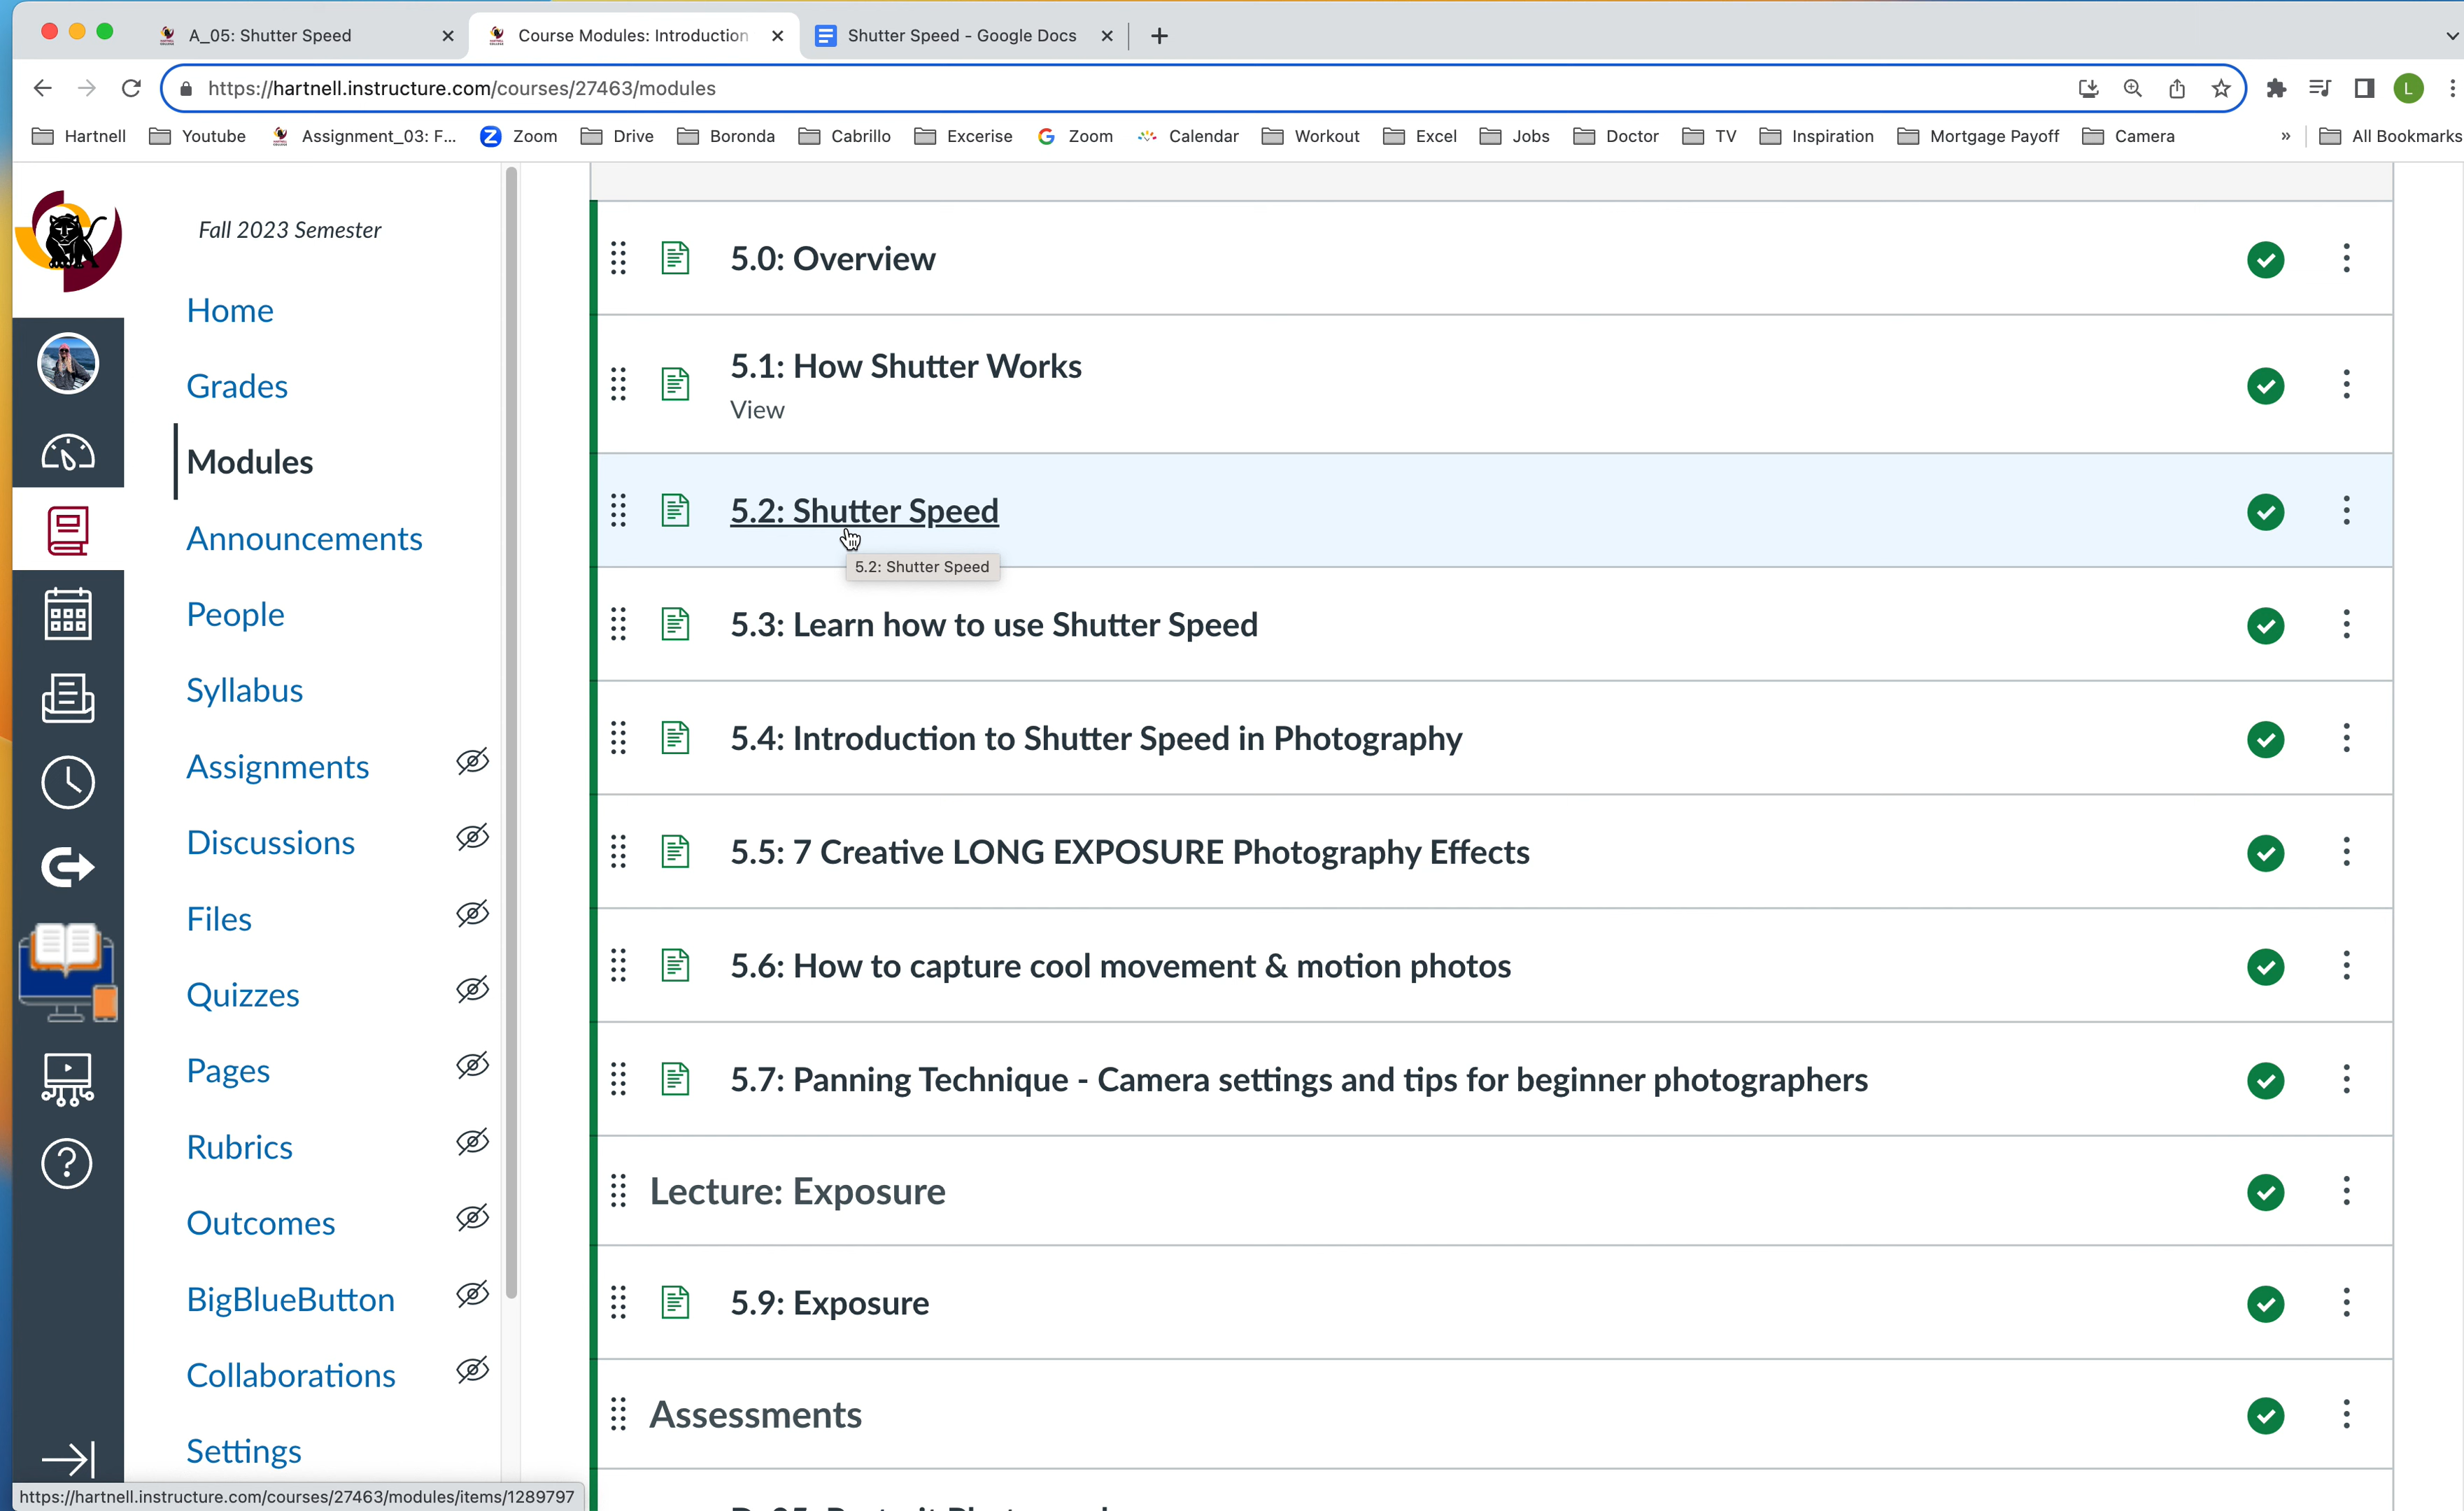 A_05: Shutter Speed
Course Modules: Introduction
Shutter Speed - Google Docs
https://hartnell.instructure.com/courses/27463/modules
L
Hartnell
Youtube
Assignment_03: F...
Zoom
Drive
Boronda
Cabrillo
Excerise
Zoom
Calendar
Workout
Excel
Jobs
Doctor
TV
Inspiration
Mortgage Payoff
Camera
»
All Bookmarks
Fall 2023 Semester
Home
Grades
Modules
Announcements
People
Syllabus
Assignments
Discussions
Files
Quizzes
Pages
Rubrics
Outcomes
BigBlueButton
Collaborations
Settings
5.0: Overview
5.1: How Shutter Works
View
5.2: Shutter Speed
5.2: Shutter Speed
5.3: Learn how to use Shutter Speed
5.4: Introduction to Shutter Speed in Photography
5.5: 7 Creative LONG EXPOSURE Photography Effects
5.6: How to capture cool movement & motion photos
5.7: Panning Technique - Camera settings and tips for beginner photographers
Lecture: Exposure
5.9: Exposure
Assessments
https://hartnell.instructure.com/courses/27463/modules/items/1289797